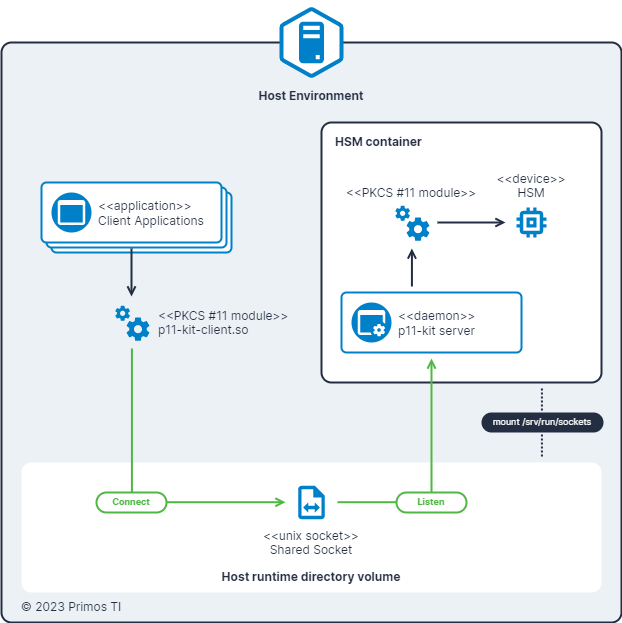 Host Environment
HSM container
<<device>>
HSM
<<PKCS #11 module>>
<<application>>
Client Applications
<<PKCS #11 module>>
p11-kit-client.so
<<daemon>>
p11-kit server
mount /srv/run/sockets
Connect
Listen
<<unix socket>>
Shared Socket
Host runtime directory volume
© 2023 Primos TI